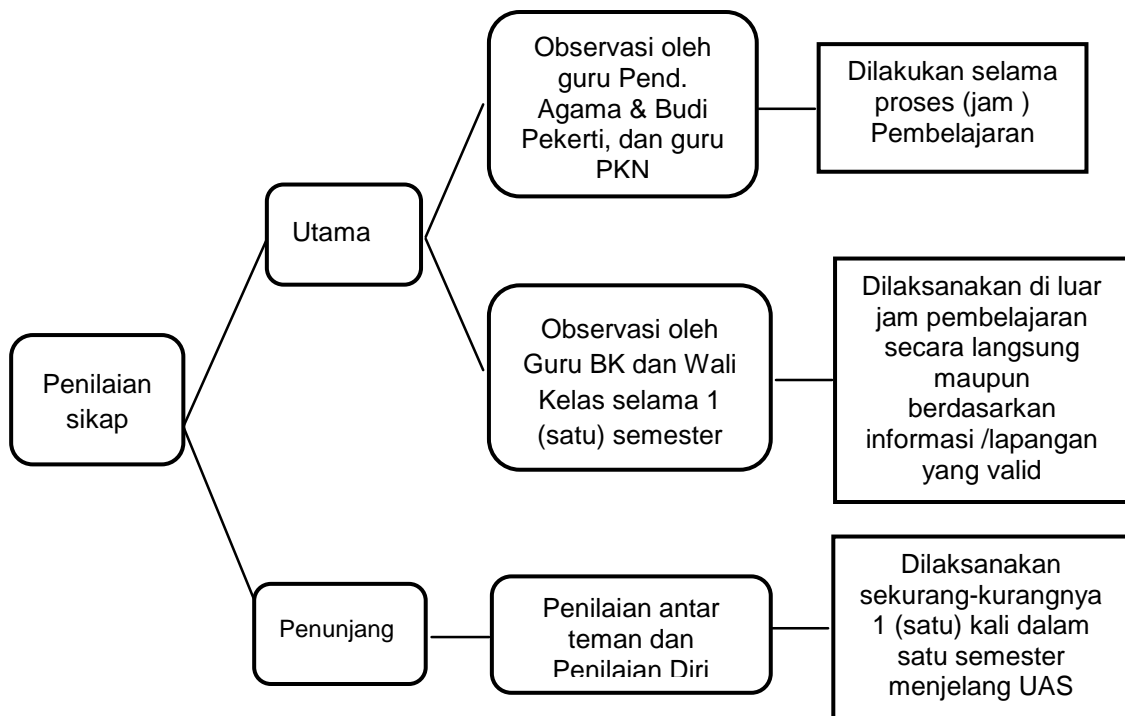 Penilaian
sikap
Utama
Observasi oleh
guru Pend.
Agama & Budi
Pekerti, dan guru
PKN
Dilakukan selama
proses (jam )
Pembelajaran
Observasi oleh
Guru BK dan Wali
Kelas selama 1
(satu) semester
Dilaksanakan di luar
jam pembelajaran
secara langsung
maupun
berdasarkan
informasi /lapangan
yang valid
Penunjang
Penilaian antar
teman dan
Penilaian Diri
Dilaksanakan
sekurang-kurangnya
1 (satu) kali dalam
satu semester
menjelang UAS